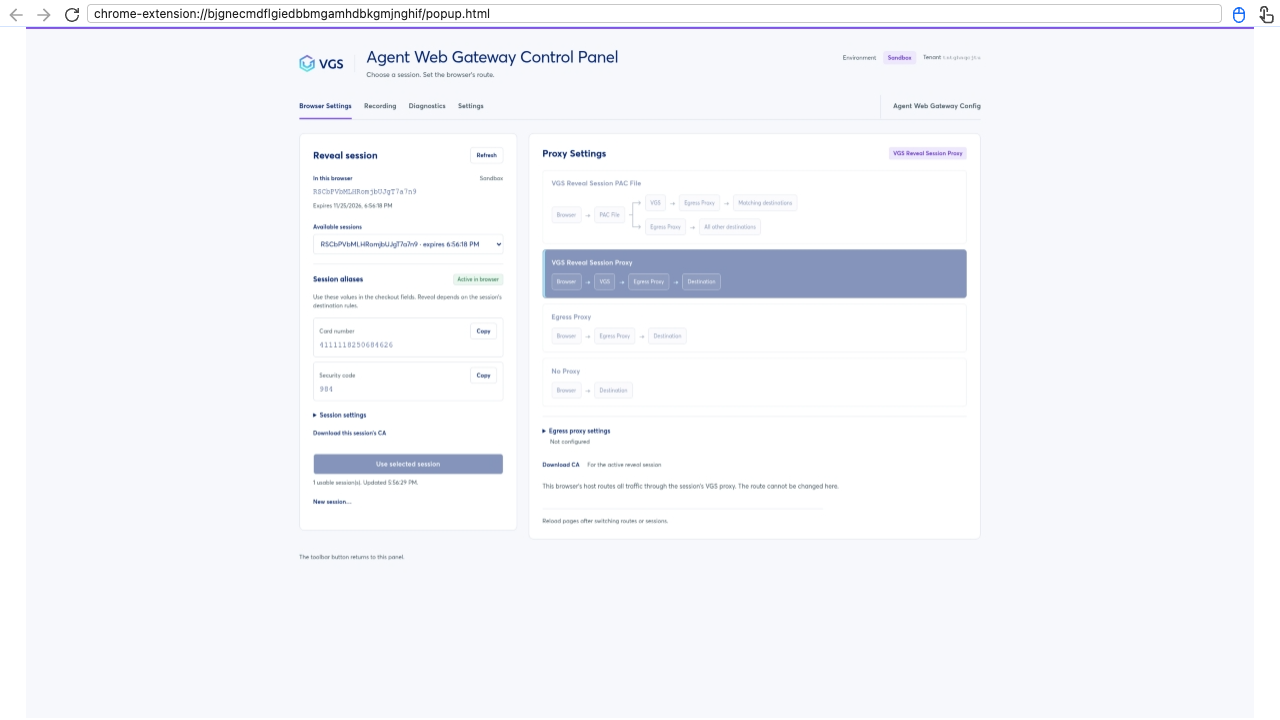 chrome-extension://bjgnecmdflgiedbbmgamhdbkgmjnghif/popup.html
VGS
Agent Web Gateway Control Panel
Choose a session. Set the browser's route.
Environment Sandbox Tenant
Browser Settings Recording Diagnostics Settings
Agent Web Gateway Config
Reveal session
Refresh
In this browser
Sandbox
RSCbPVbMLHRomjbUJgT7a7n9
Expires 11/25/2026, 6:56:18 PM
Available sessions
RSCbPVbMLHRomjbUJgT7a7n9 - expires 6:56:18 PM
Session aliases
Active in browser
Use these values in the checkout fields. Reveal depends on the session's
destination rules.
Card number
Copy
4111118250684626
Security code
Copy
984
Session settings
Download this session's CA
Use selected session
1 usable session(s). Updated 5:56:29 PM.
New session...
Proxy Settings
VGS Reveal Session Proxy
VGS Reveal Session PAC File
Browser → PAC File
VGS → Egress Proxy → Matching destinations
Egress Proxy → All other destinations
VGS Reveal Session Proxy
Browser → VGS → Egress Proxy → Destination
Egress Proxy
Browser → Egress Proxy → Destination
No Proxy
Browser → Destination
Egress proxy settings
Not configured
Download CA For the active reveal session
This browser's host routes all traffic through the session's VGS proxy. The route cannot be changed here.
Reload pages after switching routes or sessions.
The toolbar button returns to this panel.